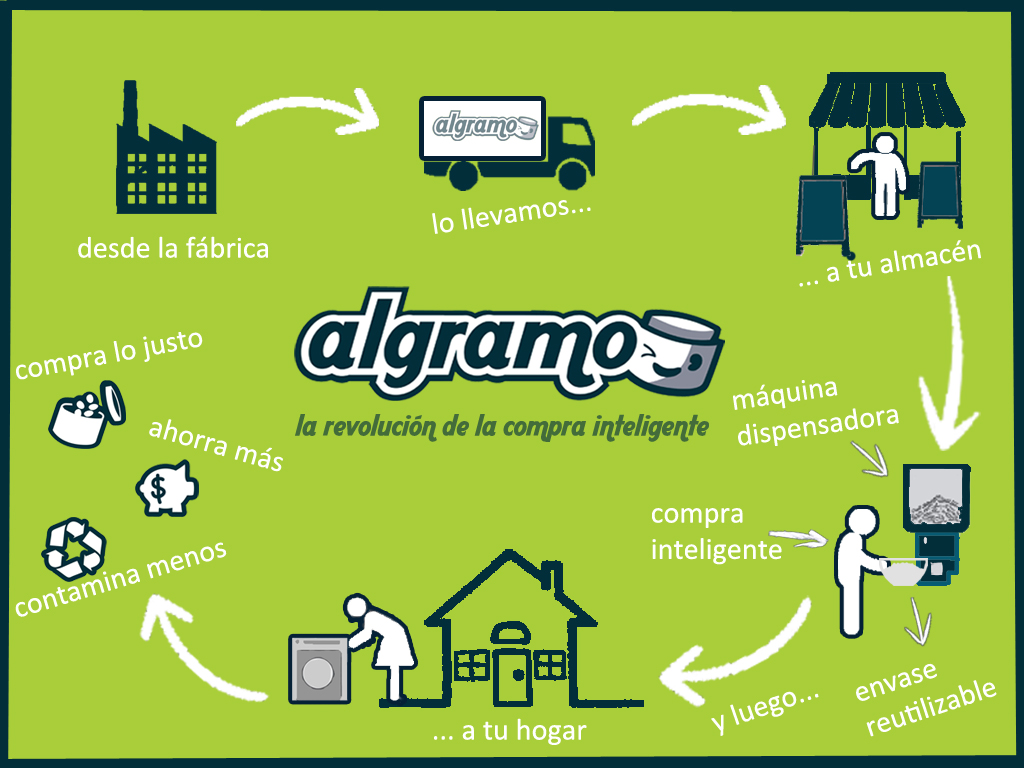 desde la fábrica
algramo
lo llevamos...
... a tu almacén
algramo
la revolución de la compra inteligente
compra lo justo
ahorra más
$
contamina menos
máquina
dispensadora
compra
inteligente
envase
reutilizable
y luego...
... a tu hogar